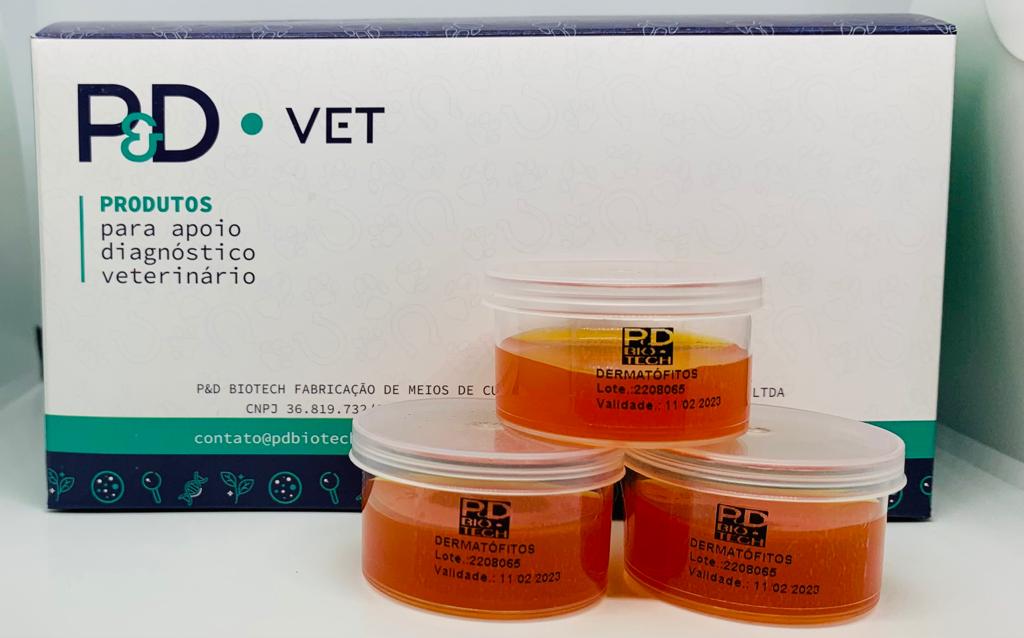 P&D • VET
PRODUTOS
para apoio
diagnóstico
veterinário
P&D BIOTECH FABRICAÇÃO DE MEIOS DE LTDA
CNPJ 36.819.732/
contato@pdbiotec
P&D
BIO•
TECH
DERMATÓFITOS
Lote.:2208065
Validade.: 11 02 2023
P&D
BIO•
TECH
DERMATÓFITOS
Lote.:2208065
Validade.: 11 02 2023
P&D
BIO•
TECH
DERMATÓFITOS
Lote.:2208065
Validade.: 11 02 2023